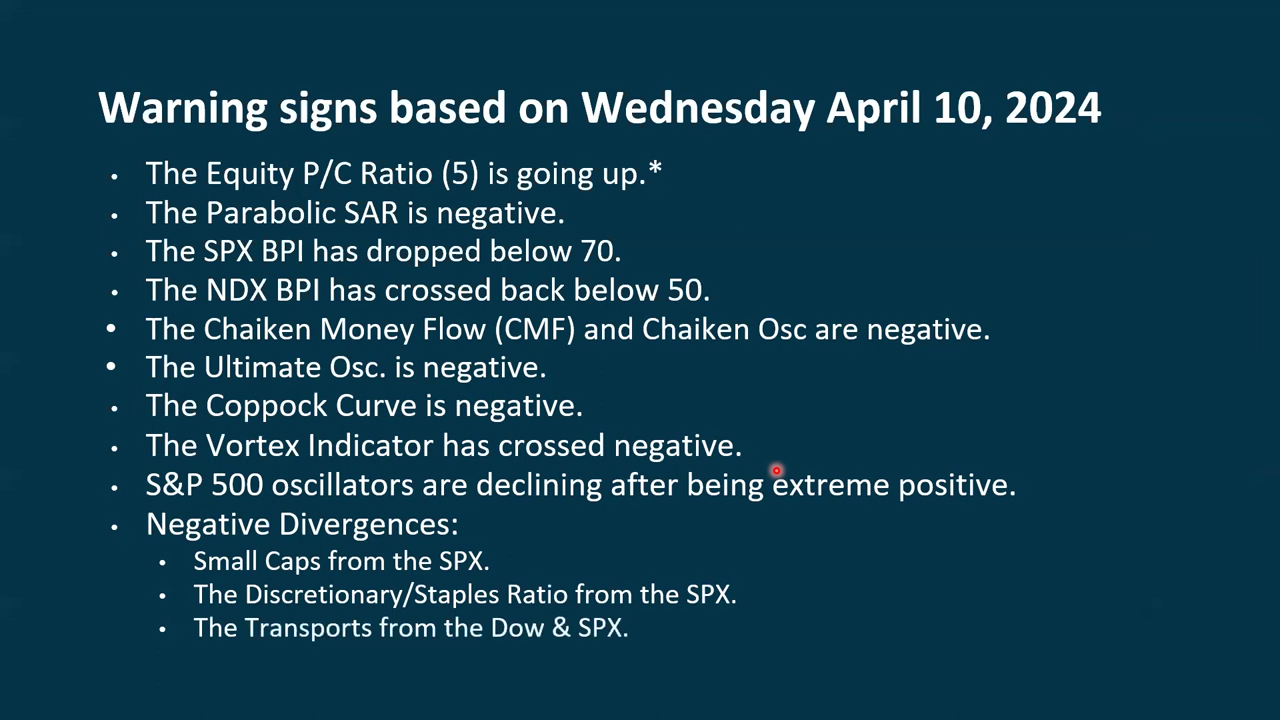 Warning signs based on Wednesday April 10, 2024
• The Equity P/C Ratio (5) is going up.*
• The Parabolic SAR is negative.
• The SPX BPI has dropped below 70.
• The NDX BPI has crossed back below 50.
• The Chaiken Money Flow (CMF) and Chaiken Osc are negative.
• The Ultimate Osc. is negative.
• The Coppock Curve is negative.
• The Vortex Indicator has crossed negative.
• S&P 500 oscillators are declining after being extreme positive.
• Negative Divergences:
• Small Caps from the SPX.
• The Discretionary/Staples Ratio from the SPX.
• The Transports from the Dow & SPX.